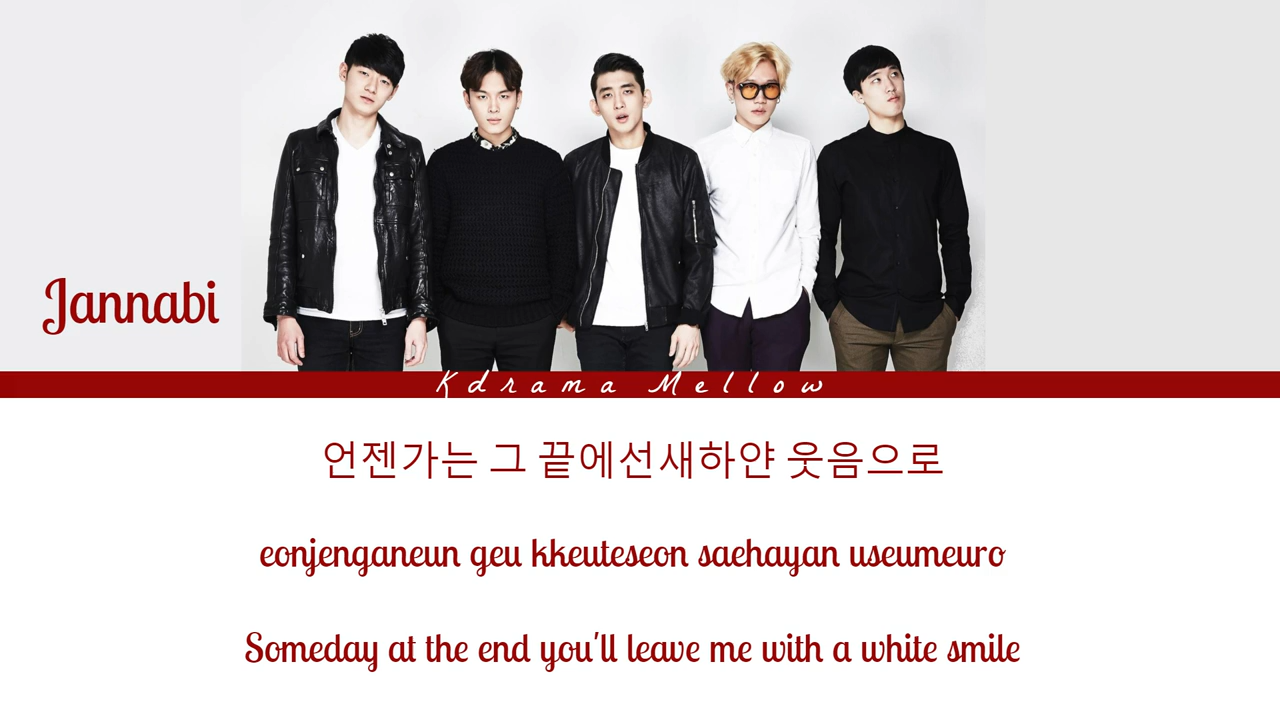 Jannabi
Kdrama Mellow
언젠가는 그 끝에선새하얀 웃음으로
eonjenganeun geu kkeuteseon saehayan useumeuro
Someday at the end you'll leave me with a white smile